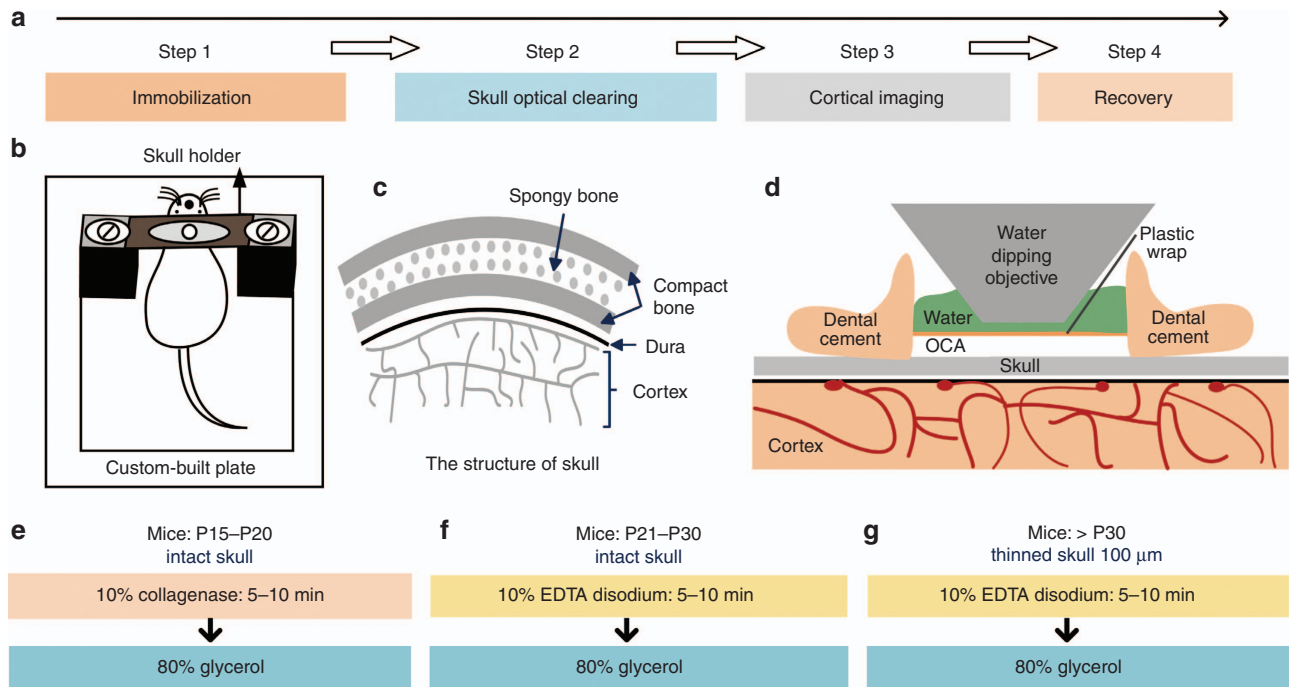 a
Step 1
Step 2
Step 3
Step 4
Immobilization
Skull optical clearing
Cortical imaging
Recovery
b
Skull holder
Custom-built plate
c
Spongy bone
Compact
bone
Dura
Cortex
The structure of skull
d
Water
dipping
objective
Plastic
wrap
Dental
cement
Water
Dental
cement
OCA
Skull
Cortex
e
Mice: P15–P20
intact skull
10% collagenase: 5–10 min
80% glycerol
f
Mice: P21–P30
intact skull
10% EDTA disodium: 5–10 min
80% glycerol
g
Mice: > P30
thinned skull 100 μm
10% EDTA disodium: 5–10 min
80% glycerol